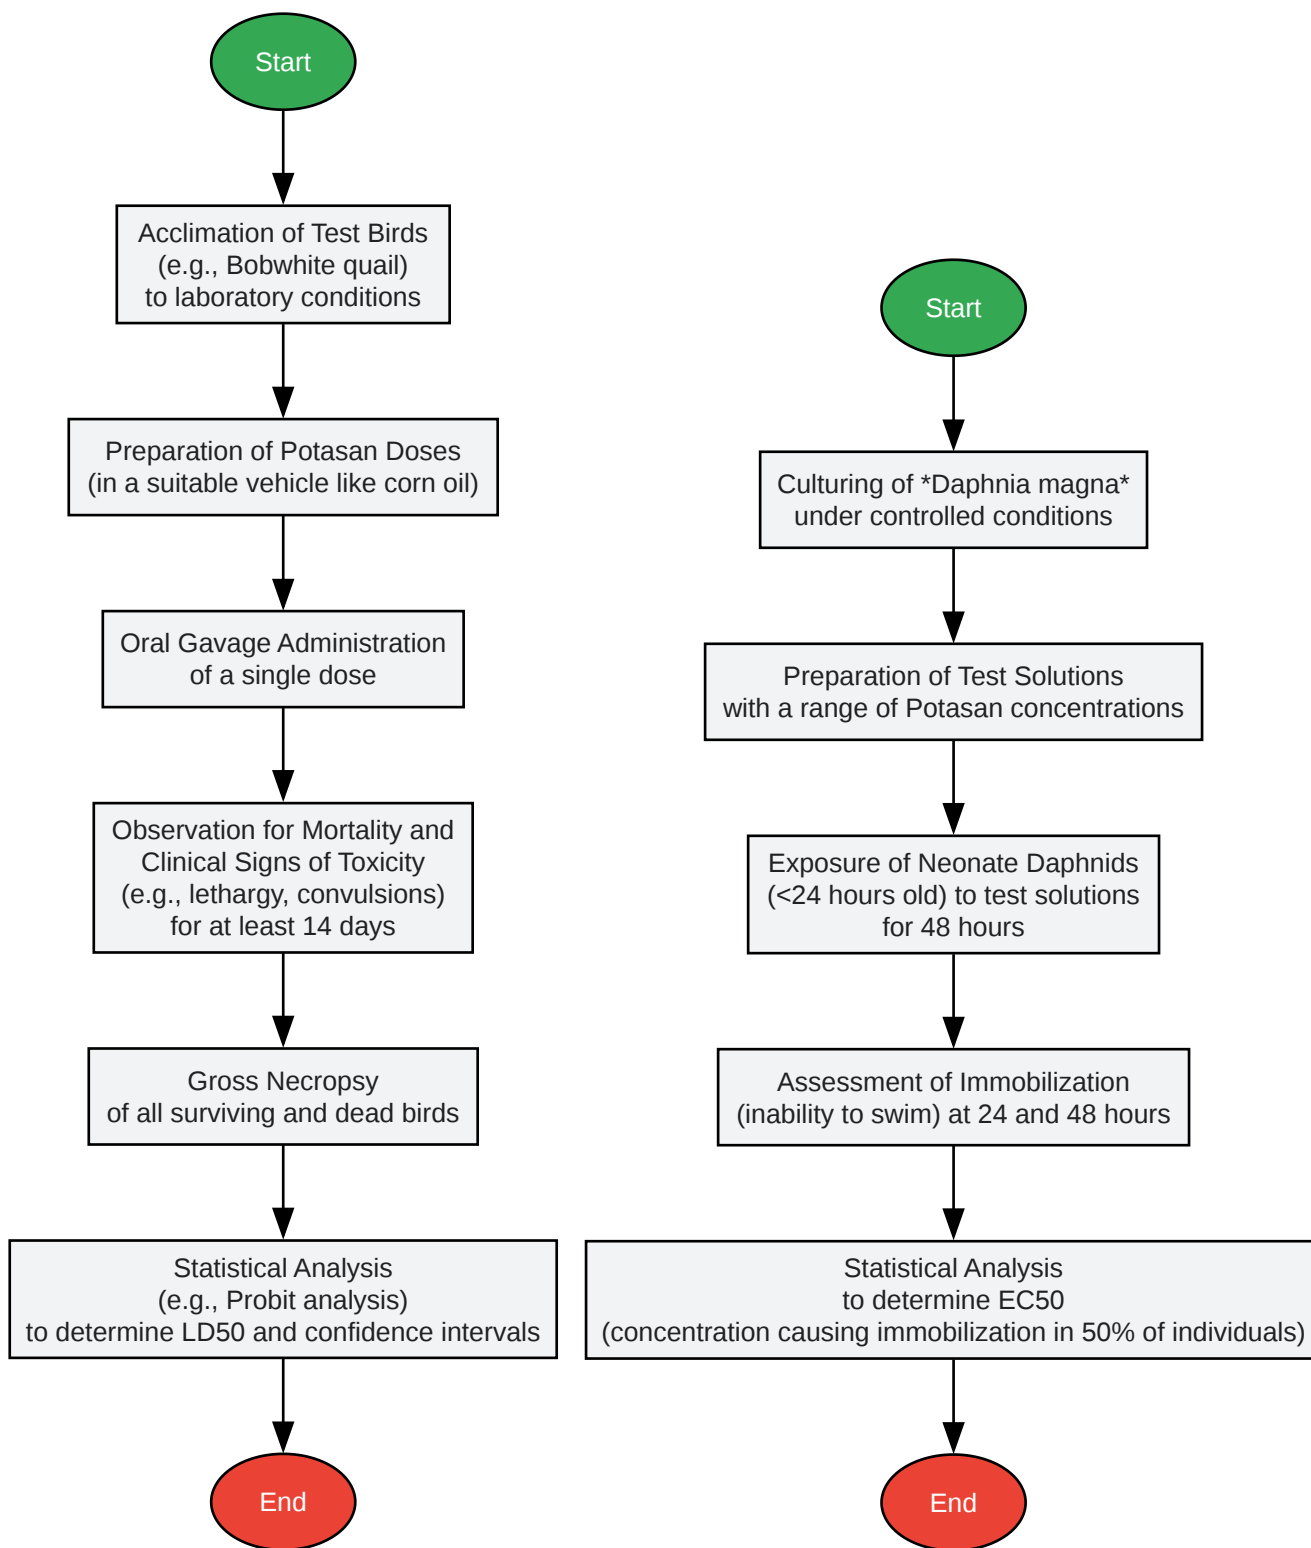 Start
Acclimation of Test Birds
(e.g., Bobwhite quail)
to laboratory conditions
Preparation of Potasan Doses
(in a suitable vehicle like corn oil)
Oral Gavage Administration
of a single dose
Observation for Mortality and
Clinical Signs of Toxicity
(e.g., lethargy, convulsions)
for at least 14 days
Gross Necropsy
of all surviving and dead birds
Statistical Analysis
(e.g., Probit analysis)
to determine LD50 and confidence intervals
End
Start
Culturing of *Daphnia magna*
under controlled conditions
Preparation of Test Solutions
with a range of Potasan concentrations
Exposure of Neonate Daphnids
(<24 hours old) to test solutions
for 48 hours
Assessment of Immobilization
(inability to swim) at 24 and 48 hours
Statistical Analysis
to determine EC50
(concentration causing immobilization in 50% of individuals)
End